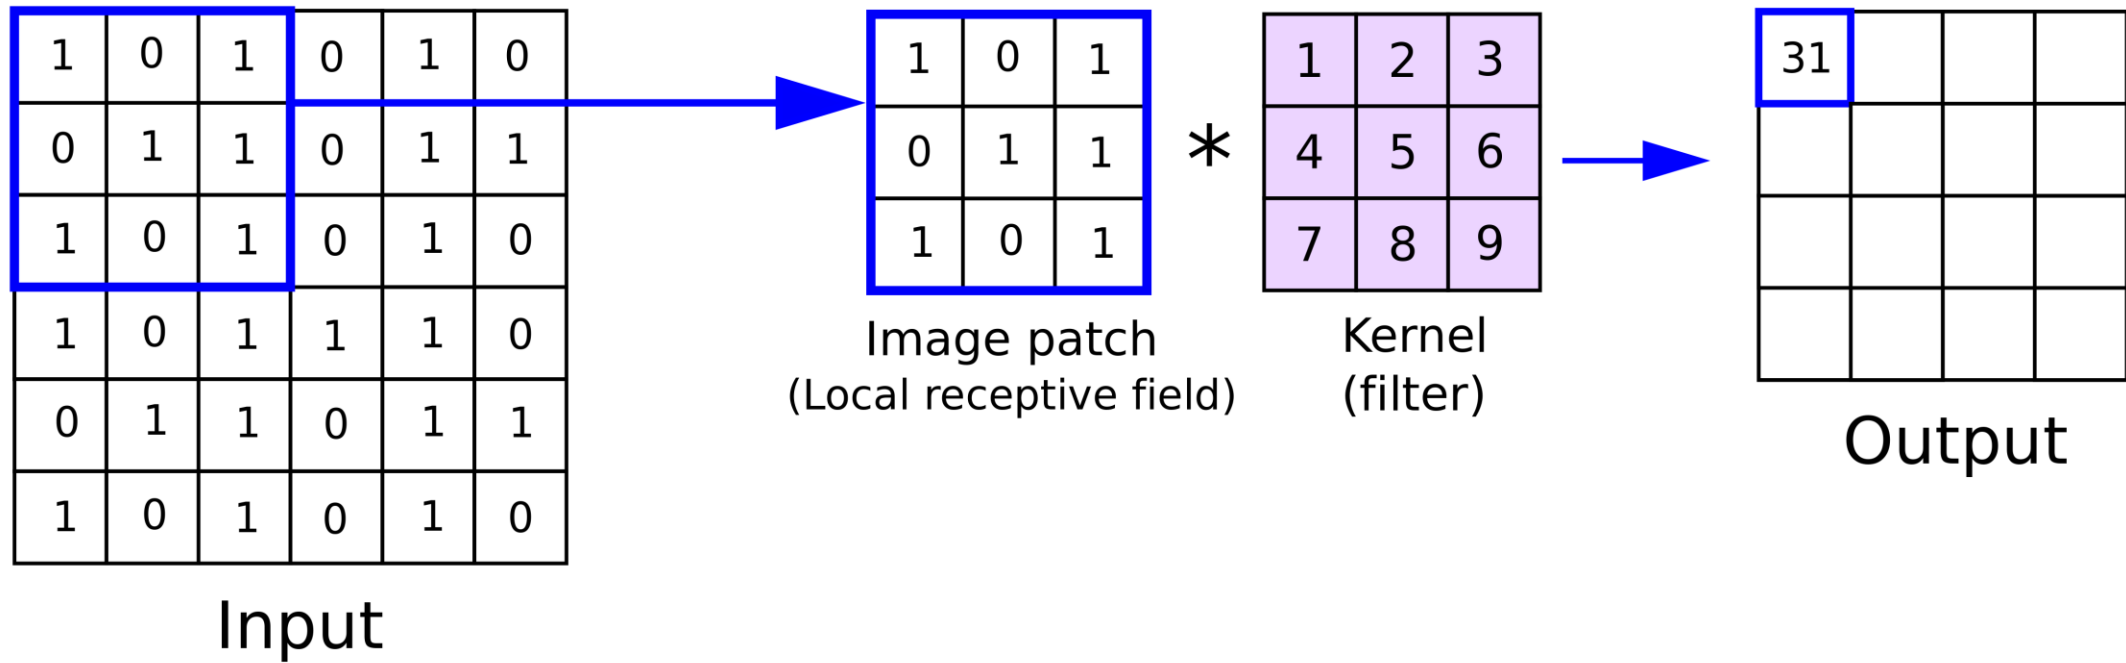 1 0 1 0 1 0
0 1 1 0 1 1
1 0 1 0 1 0
1 0 1 1 1 0
0 1 1 0 1 1
1 0 1 0 1 0
Input
1 0 1
0 1 1
1 0 1
Image patch
(Local receptive field)
*
1 2 3
4 5 6
7 8 9
Kernel
(filter)
31
Output